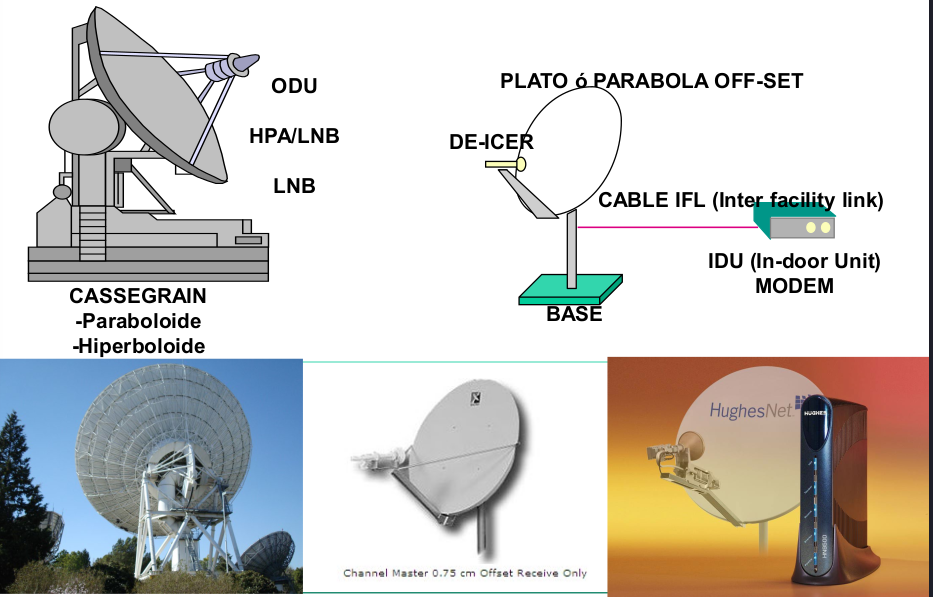 ODU
HPA/LNB
LNB
CASSEGRAIN
-Paraboloide
-Hiperboloide
PLATO ó PARABOLA OFF-SET
DE-ICER
CABLE IFL (Inter facility link)
IDU (In-door Unit)
MODEM
BASE
Channel Master 0.75 cm Offset Receive Only
HughesNet
HUGHES